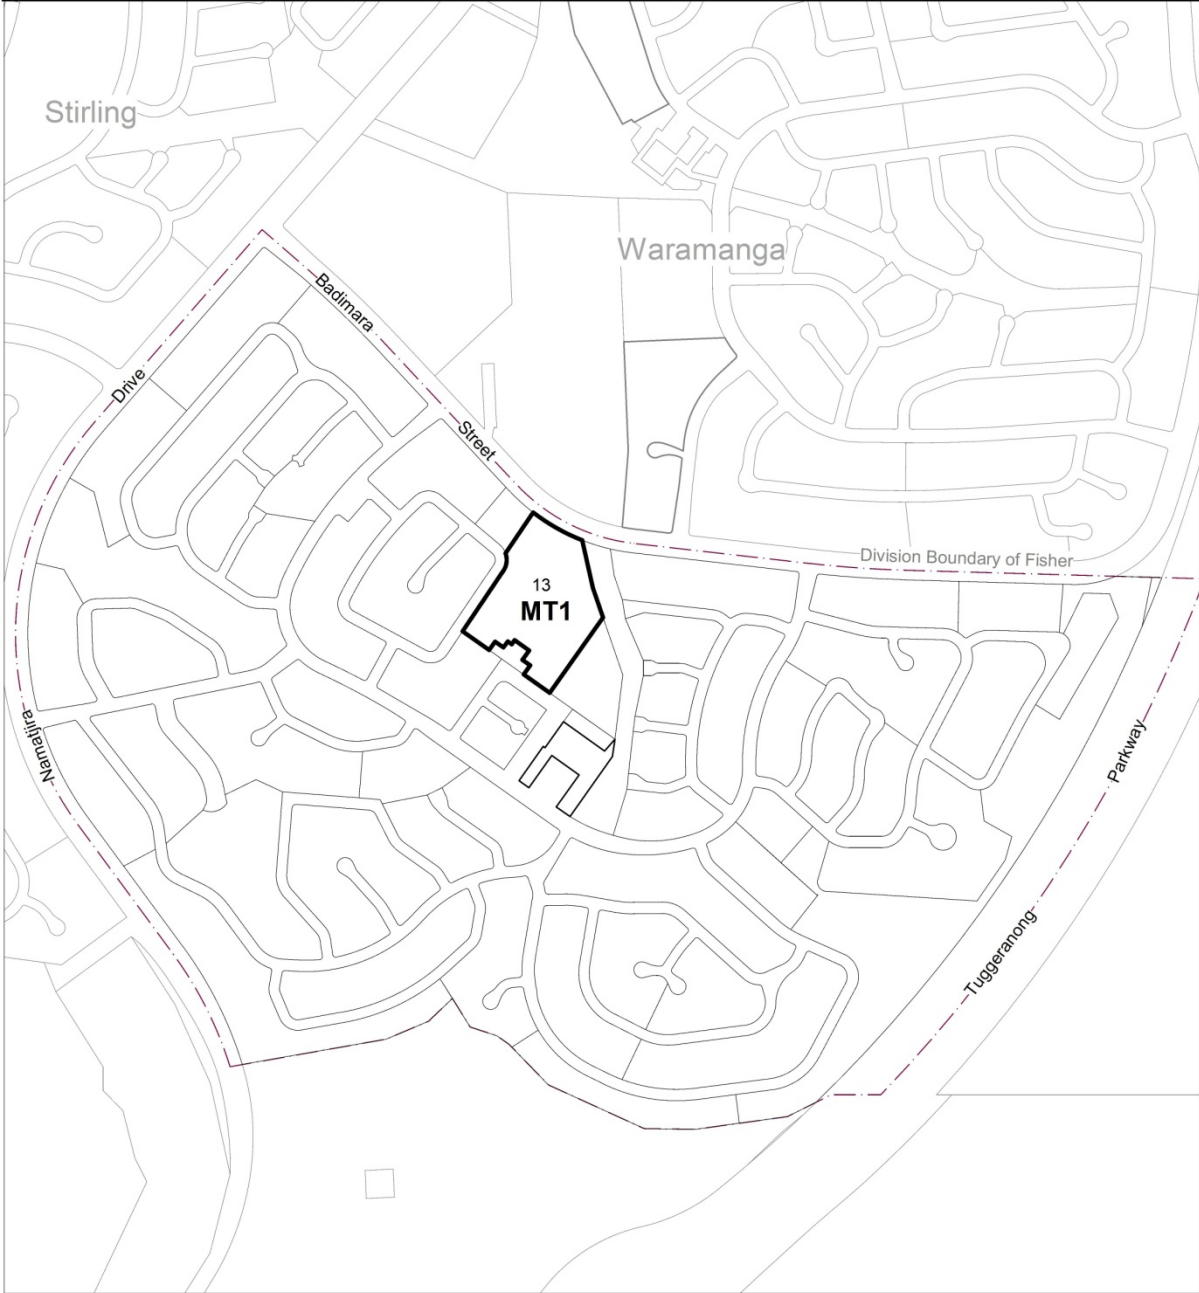 Stirling
Waramanga
Badimara
Drive
Street
Division Boundary of Fisher
13
MT1
Namatjira
Parkway
Tuggeranong